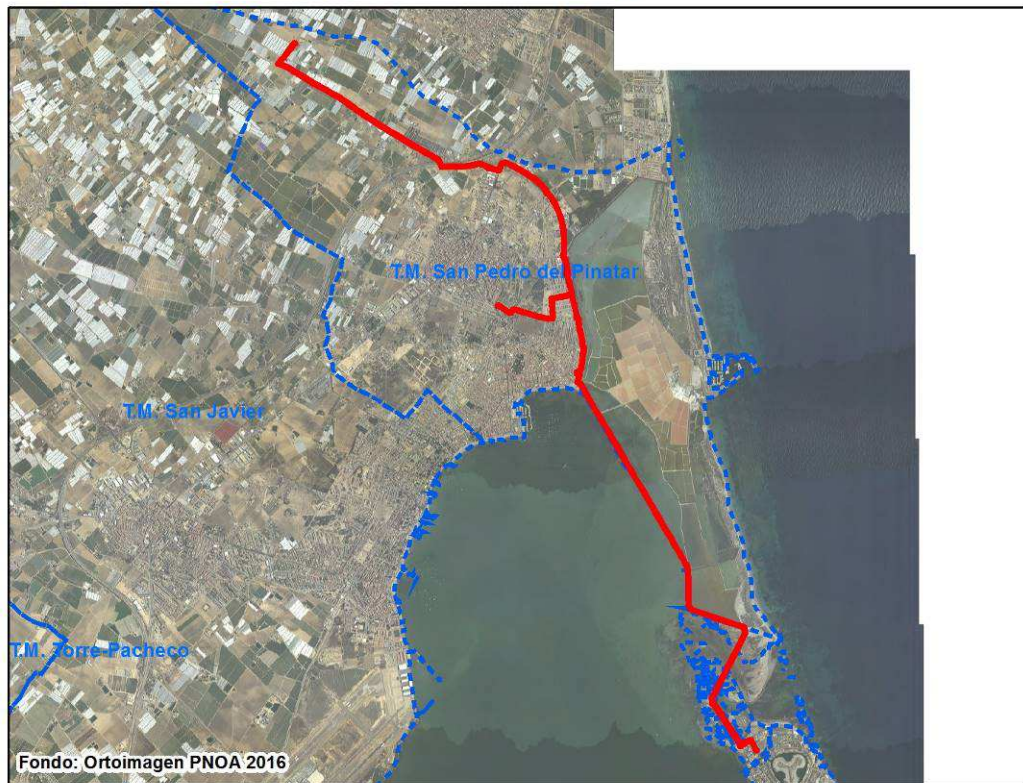 T.M. San Pedro del Pinatar
T.M. San Javier
T.M. Torre-Pacheco
Fondo: Ortoimagen PNOA 2016